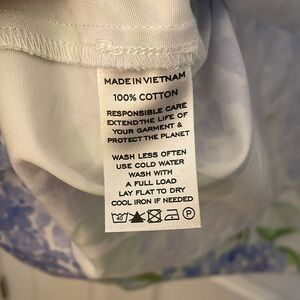 MADE IN VIETNAM
100% COTTON
RESPONSIBLE CARE
EXTEND THE LIFE OF
YOUR GARMENT &
PROTECT THE PLANET
WASH LESS OFTEN
USE COLD WATER
WASH WITH
A FULL LOAD
LAY FLAT TO DRY
COOL IRON IF NEEDED
40 P